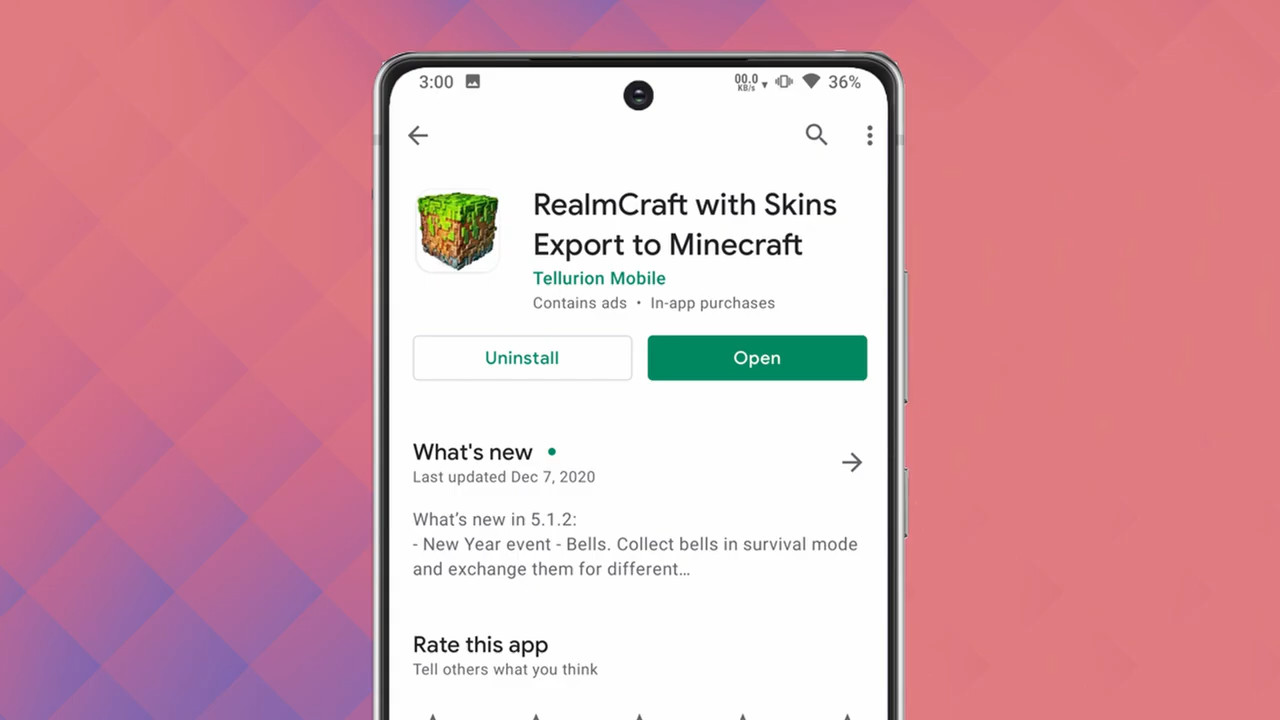 3:00
00.0
KB/s
36%
RealmCraft with Skins
Export to Minecraft
Tellurion Mobile
Contains ads • In-app purchases
Uninstall
Open
What's new
Last updated Dec 7, 2020
What's new in 5.1.2:
- New Year event - Bells. Collect bells in survival mode
and exchange them for different...
Rate this app
Tell others what you think